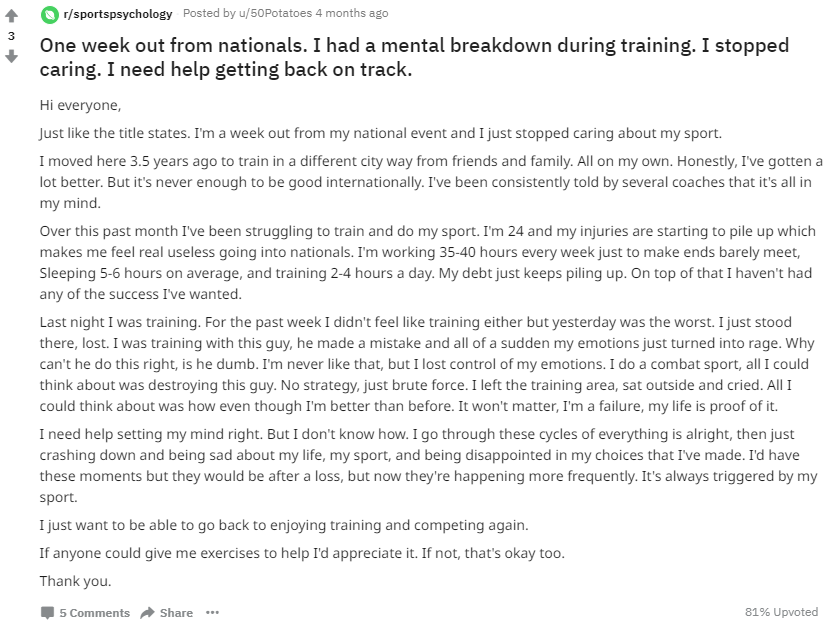 r/sportspsychology Posted by u/50Potatoes 4 months ago
3
One week out from nationals. I had a mental breakdown during training. I stopped
caring. I need help getting back on track.
Hi everyone,
Just like the title states. I'm a week out from my national event and I just stopped caring about my sport.
I moved here 3.5 years ago to train in a different city way from friends and family. All on my own. Honestly, I've gotten a
lot better. But it's never enough to be good internationally. I've been consistently told by several coaches that it's all in
my mind.
Over this past month I've been struggling to train and do my sport. I'm 24 and my injuries are starting to pile up which
makes me feel real useless going into nationals. I'm working 35-40 hours every week just to make ends barely meet,
Sleeping 5-6 hours on average, and training 2-4 hours a day. My debt just keeps piling up. On top of that I haven't had
any of the success I've wanted.
Last night I was training. For the past week I didn't feel like training either but yesterday was the worst. I just stood
there, lost. I was training with this guy, he made a mistake and all of a sudden my emotions just turned into rage. Why
can't he do this right, is he dumb. I'm never like that, but I lost control of my emotions. I do a combat sport, all I could
think about was destroying this guy. No strategy, just brute force. I left the training area, sat outside and cried. All I
could think about was how even though I'm better than before. It won't matter, I'm a failure, my life is proof of it.
I need help setting my mind right. But I don't know how. I go through these cycles of everything is alright, then just
crashing down and being sad about my life, my sport, and being disappointed in my choices that I've made. I'd have
these moments but they would be after a loss, but now they're happening more frequently. It's always triggered by my
sport.
I just want to be able to go back to enjoying training and competing again.
If anyone could give me exercises to help I'd appreciate it. If not, that's okay too.
Thank you.
5 Comments Share ••• 81% Upvoted